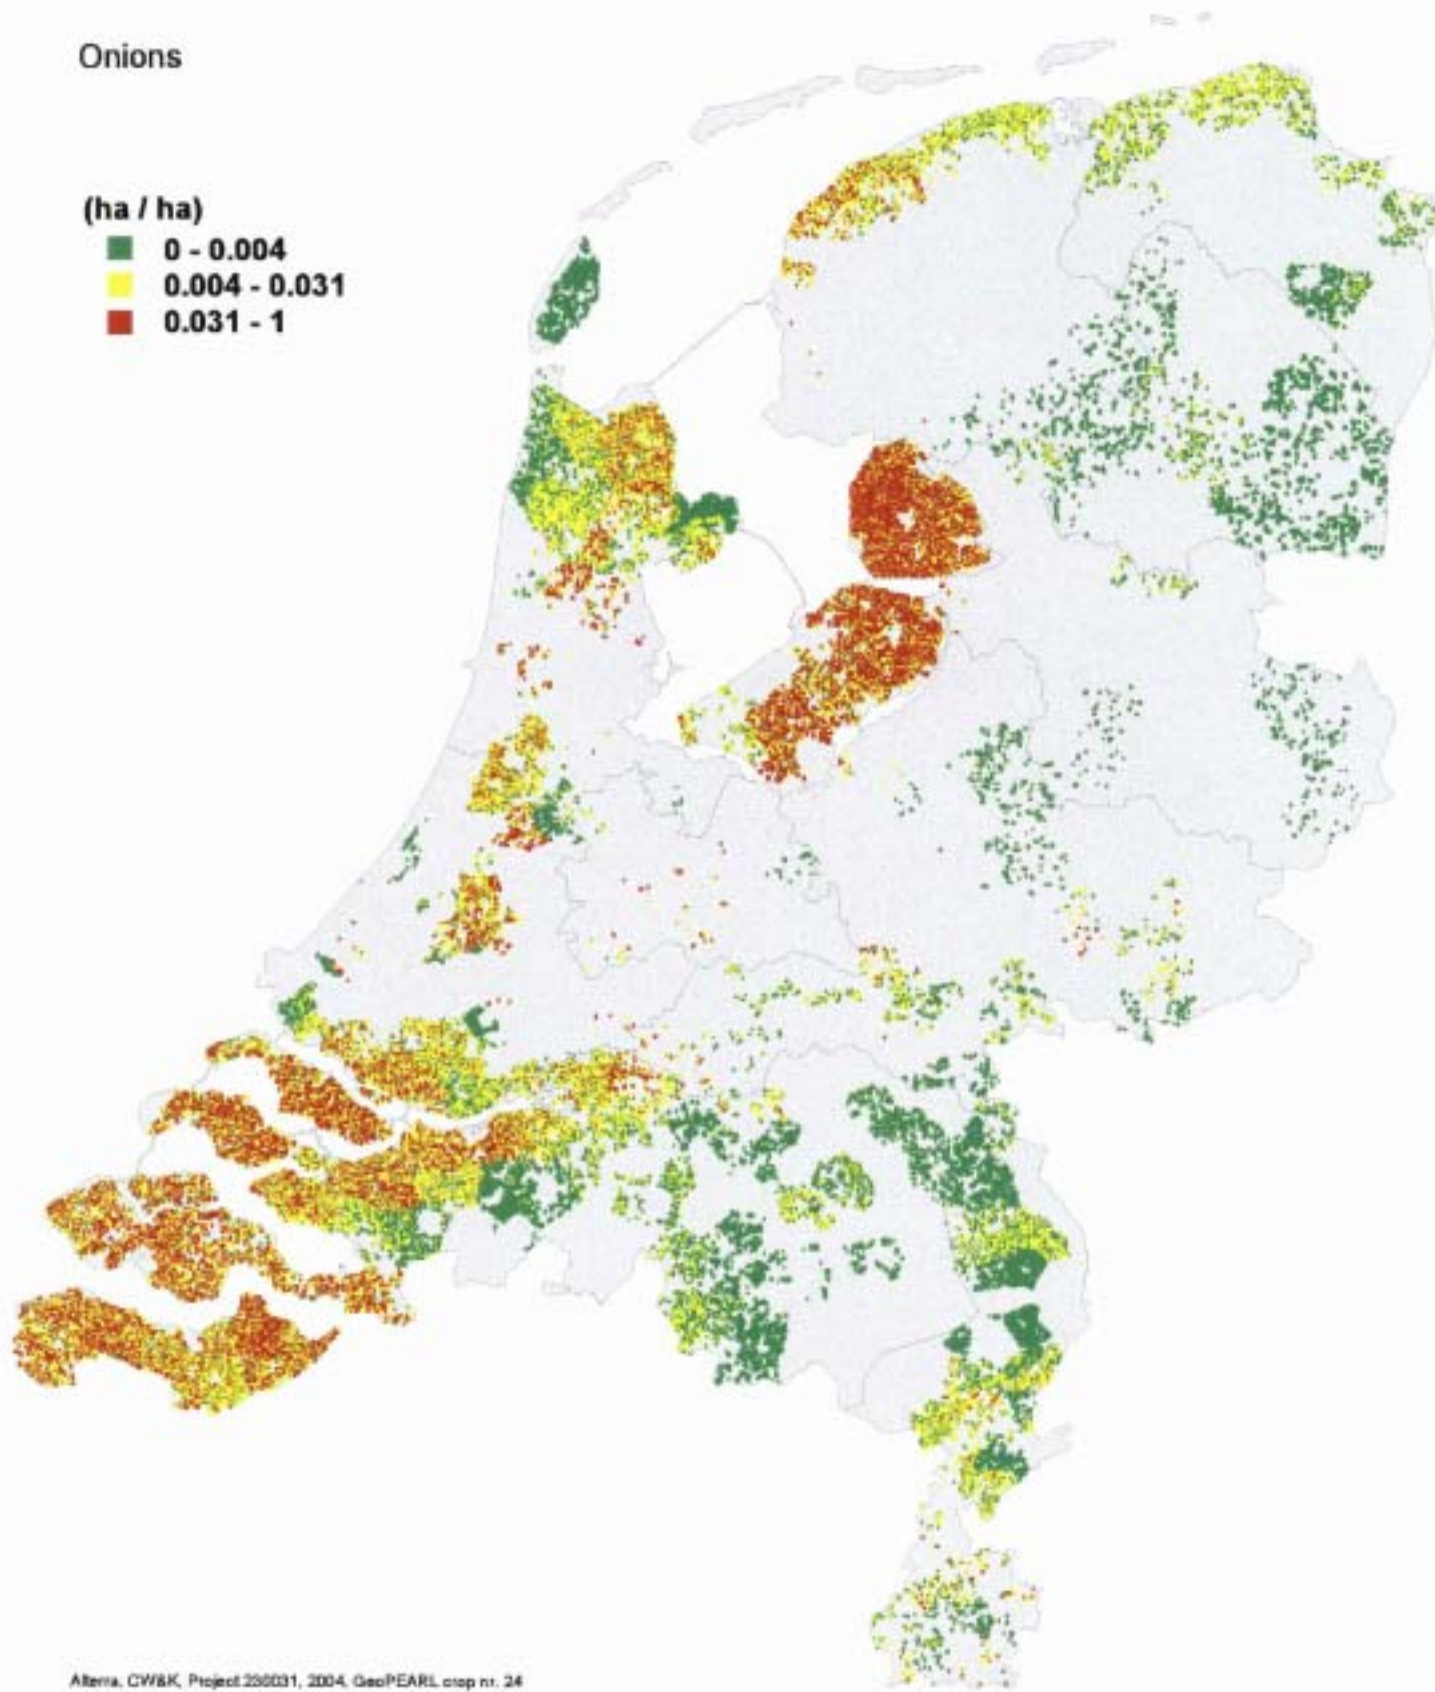 Onions
(ha / ha)
0 - 0.004
0.004 - 0.031
0.031 - 1
Alterra, CW&K, Project 230031, 2004, GeoPEARL crop nr. 24